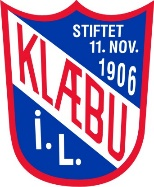 STIFTET
11. NOV.
1906
KLÆBU
i.L.